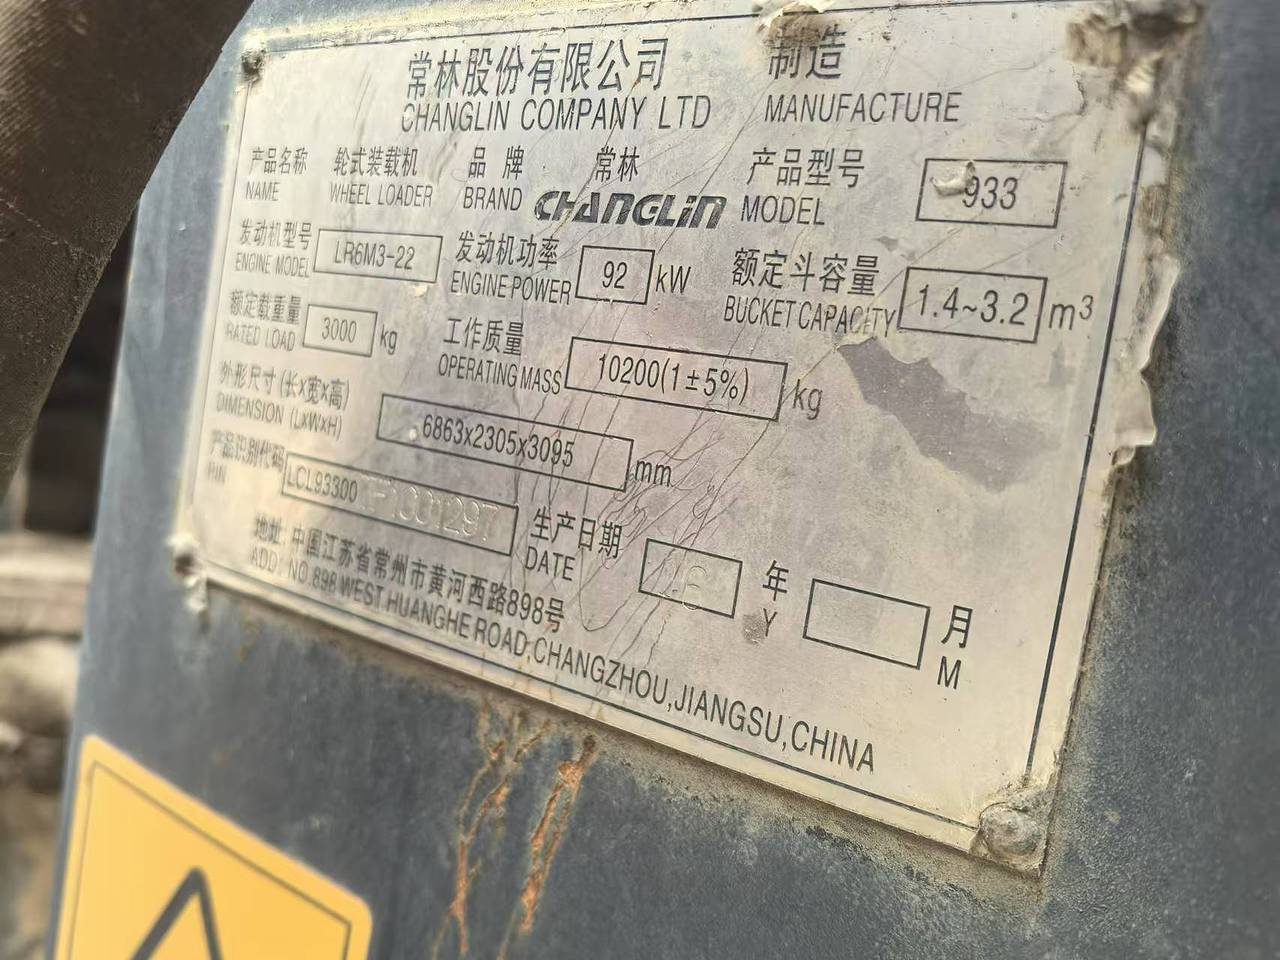 常林股份有限公司 制造
CHANGLIN COMPANY LTD MANUFACTURE
产品名称 轮式装载机 品牌 常林 产品型号 933
NAME WHEEL LOADER BRAND CHANGLIN MODEL
发动机型号 LR6M3-22 发动机功率 92 kW 额定斗容量 1.4~3.2 m³
ENGINE MODEL ENGINE POWER BUCKET CAPACITY
额定载重量 3000 kg 工作质量 10200(1±5%) kg
RATED LOAD OPERATING MASS
外形尺寸(长x宽x高) 6863x2305x3095 mm
DIMENSION (LxWxH)
产品识别代码 LCL93300 生产日期 年 月
PIN DATE Y M
地址: 中国江苏省常州市黄河西路898号
ADD: NO.898 WEST HUANGHE ROAD,CHANGZHOU,JIANGSU,CHINA